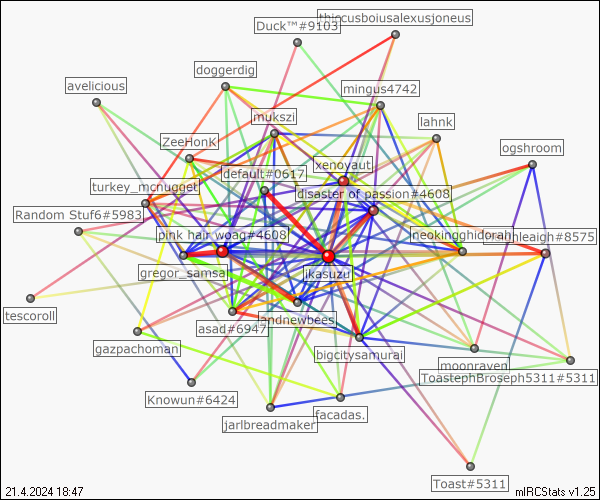 thiccusboiusalexusjoneus
Duck™#9103
doggerdig
avelicious
mingus4742
mukszi
lahnk
ZeeHonK
ogshroom
xenoyaut
default#0617
turkey_mcnugget
disaster of passion#4608
Random Stuf6#5983
pink hair woag#4608
neokingghidorah
leigh#8575
gregor_samsa
ikasuzu
tescoroll
landnewbees
asad#6947
gazpachoman
bigcitysamurai
moonraven
ToastephBroseph5311#5311
Knowun#6424
facadas.
jarlbreadmaker
Toast#5311
21.4.2024 18:47
mIRCStats v1.25